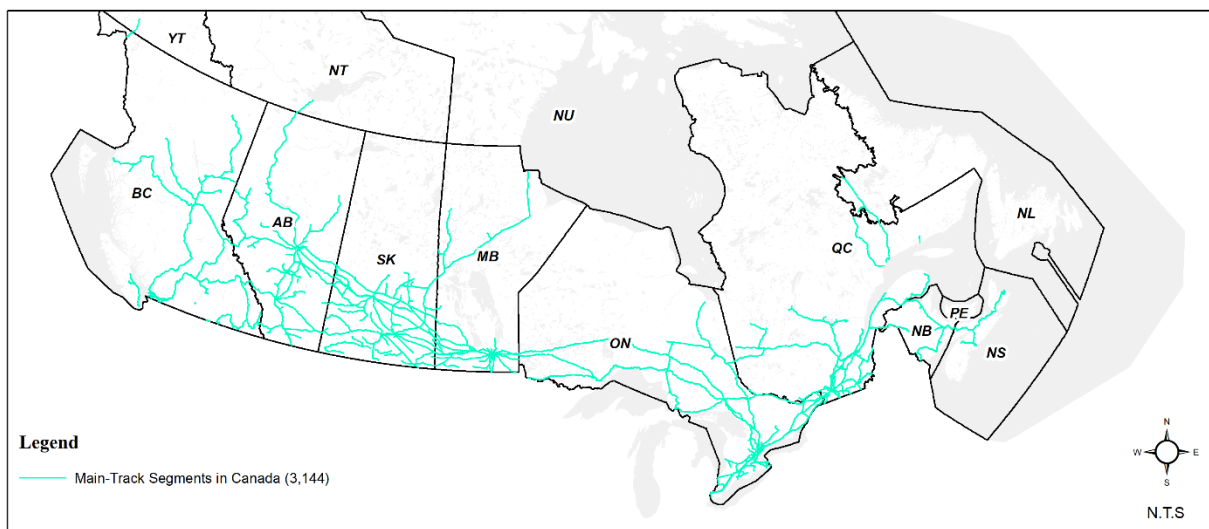 YT
NT
NU
BC
AB
SK
MB
ON
QC
NL
PE
NB
NS
Legend
Main-Track Segments in Canada (3,144)
N
W E
S
N.T.S